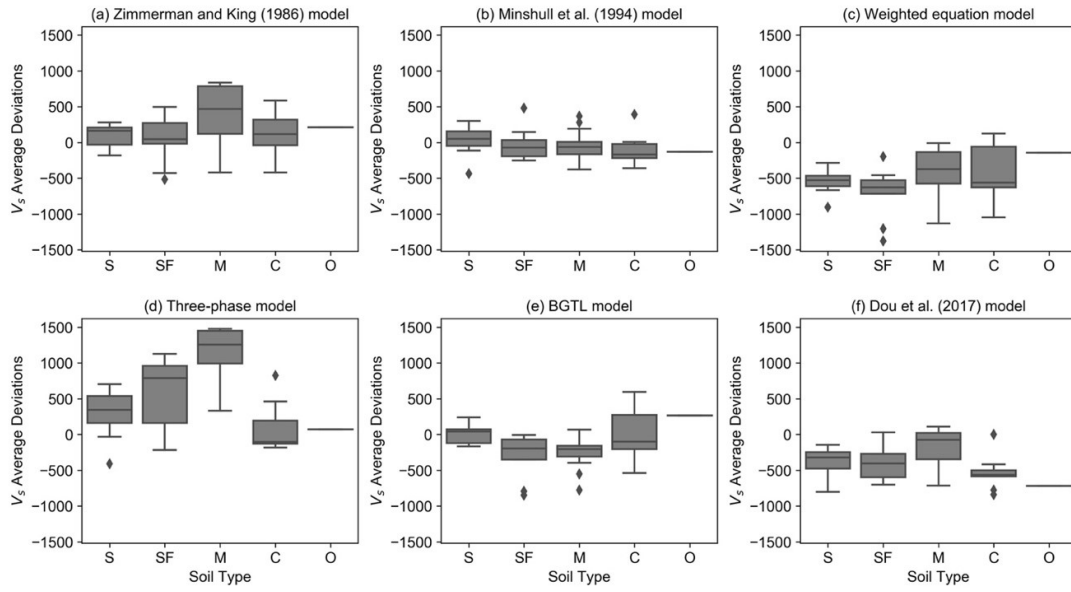 (a) Zimmerman and King (1986) model
(b) Minshull et al. (1994) model
(c) Weighted equation model
1500
1000
500
0
−500
−1000
−1500
Vs Average Deviations
S SF M C O
1500
1000
500
0
−500
−1000
−1500
Vs Average Deviations
S SF M C O
1500
1000
500
0
−500
−1000
−1500
Vs Average Deviations
S SF M C O
(d) Three-phase model
(e) BGTL model
(f) Dou et al. (2017) model
1500
1000
500
0
−500
−1000
−1500
Vs Average Deviations
S SF M C O
Soil Type
1500
1000
500
0
−500
−1000
−1500
Vs Average Deviations
S SF M C O
Soil Type
1500
1000
500
0
−500
−1000
−1500
Vs Average Deviations
S SF M C O
Soil Type